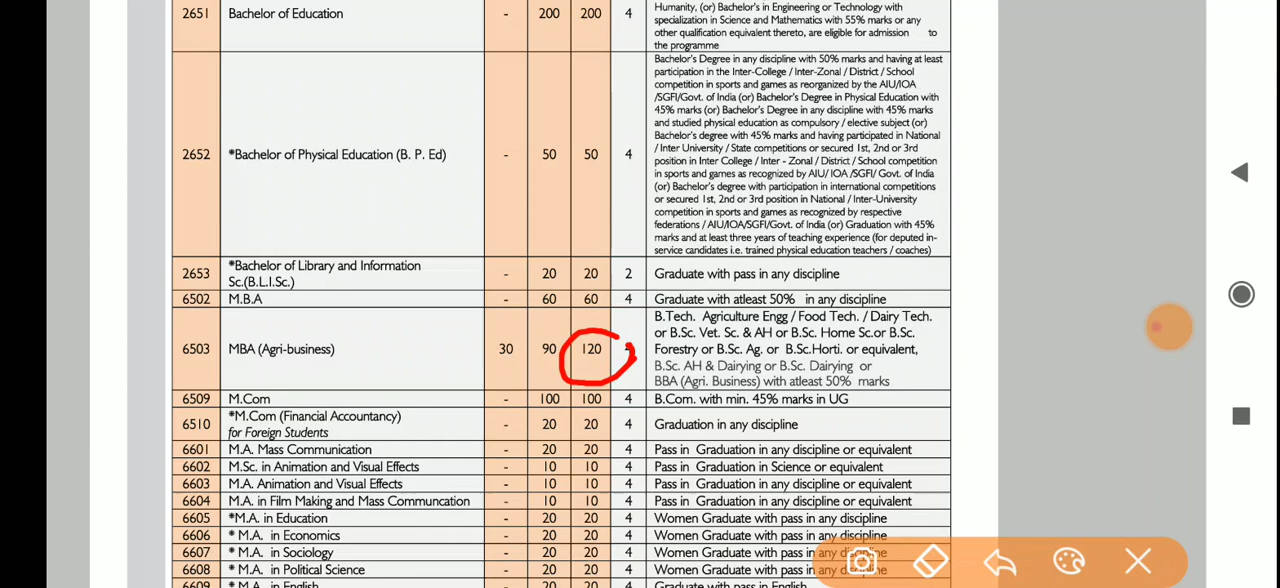 2651 Bachelor of Education - 200 200 4 Humanity, (or) Bachelor's in Engineering or Technology with
specialization in Science and Mathematics with 55% marks or any
other qualification equivalent thereto, are eligible for admission to
the programme
2652 *Bachelor of Physical Education (B. P. Ed) - 50 50 4 Bachelor's Degree in any discipline with 50% marks and having at least
participation in the Inter-College / Inter-Zonal / District / School
competition in sports and games as reorganized by the AIU/IOA
/SGFI/Govt. of India (or) Bachelor's Degree in Physical Education with
45% marks (or) Bachelor's Degree in any discipline with 45% marks
and studied physical education as compulsory / elective subject (or)
Bachelor's degree with 45% marks and having participated in National
/ Inter University / State competitions or secured 1st, 2nd or 3rd
position in Inter College / Inter - Zonal / District / School competition
in sports and games as recognized by AIU/ IOA /SGFI/ Govt. of India
(or) Bachelor's degree with participation in international competitions
or secured 1st, 2nd or 3rd position in National / Inter-University
competition in sports and games as recognized by respective
federations / AIU/IOA/SGFI/Govt. of India (or) Graduation with 45%
marks and at least three years of teaching experience (for deputed in-
service candidates i.e. trained physical education teachers / coaches)
2653 *Bachelor of Library and Information
Sc.(B.L.I.Sc.) - 20 20 2 Graduate with pass in any discipline
6502 M.B.A - 60 60 4 Graduate with atleast 50% in any discipline
6503 MBA (Agri-business) 30 90 120 B.Tech. Agriculture Engg / Food Tech. / Dairy Tech.
or B.Sc. Vet. Sc. & AH or B.Sc. Home Sc.or B.Sc.
Forestry or B.Sc. Ag. or B.Sc.Horti. or equivalent,
B.Sc. AH & Dairying or B.Sc. Dairying or
BBA (Agri. Business) with atleast 50% marks
6509 M.Com - 100 100 4 B.Com. with min. 45% marks in UG
6510 *M.Com (Financial Accountancy)
for Foreign Students - 20 20 4 Graduation in any discipline
6601 M.A. Mass Communication - 20 20 4 Pass in Graduation in any discipline or equivalent
6602 M.Sc. in Animation and Visual Effects - 10 10 4 Pass in Graduation in Science or equivalent
6603 M.A. Animation and Visual Effects - 10 10 4 Pass in Graduation in any discipline or equivalent
6604 M.A. in Film Making and Mass Communcation - 10 10 4 Pass in Graduation in any discipline or equivalent
6605 *M.A. in Education - 20 20 4 Women Graduate with pass in any discipline
6606 * M.A. in Economics - 20 20 4 Women Graduate with pass in any discipline
6607 * M.A. in Sociology - 20 20 4 Women Graduate with pass in any discipline
6608 * M.A. in Political Science - 20 20 4 Women Graduate with pass in any discipline
6609 * M.A. in English - 20 20 4 Graduate with pass in English